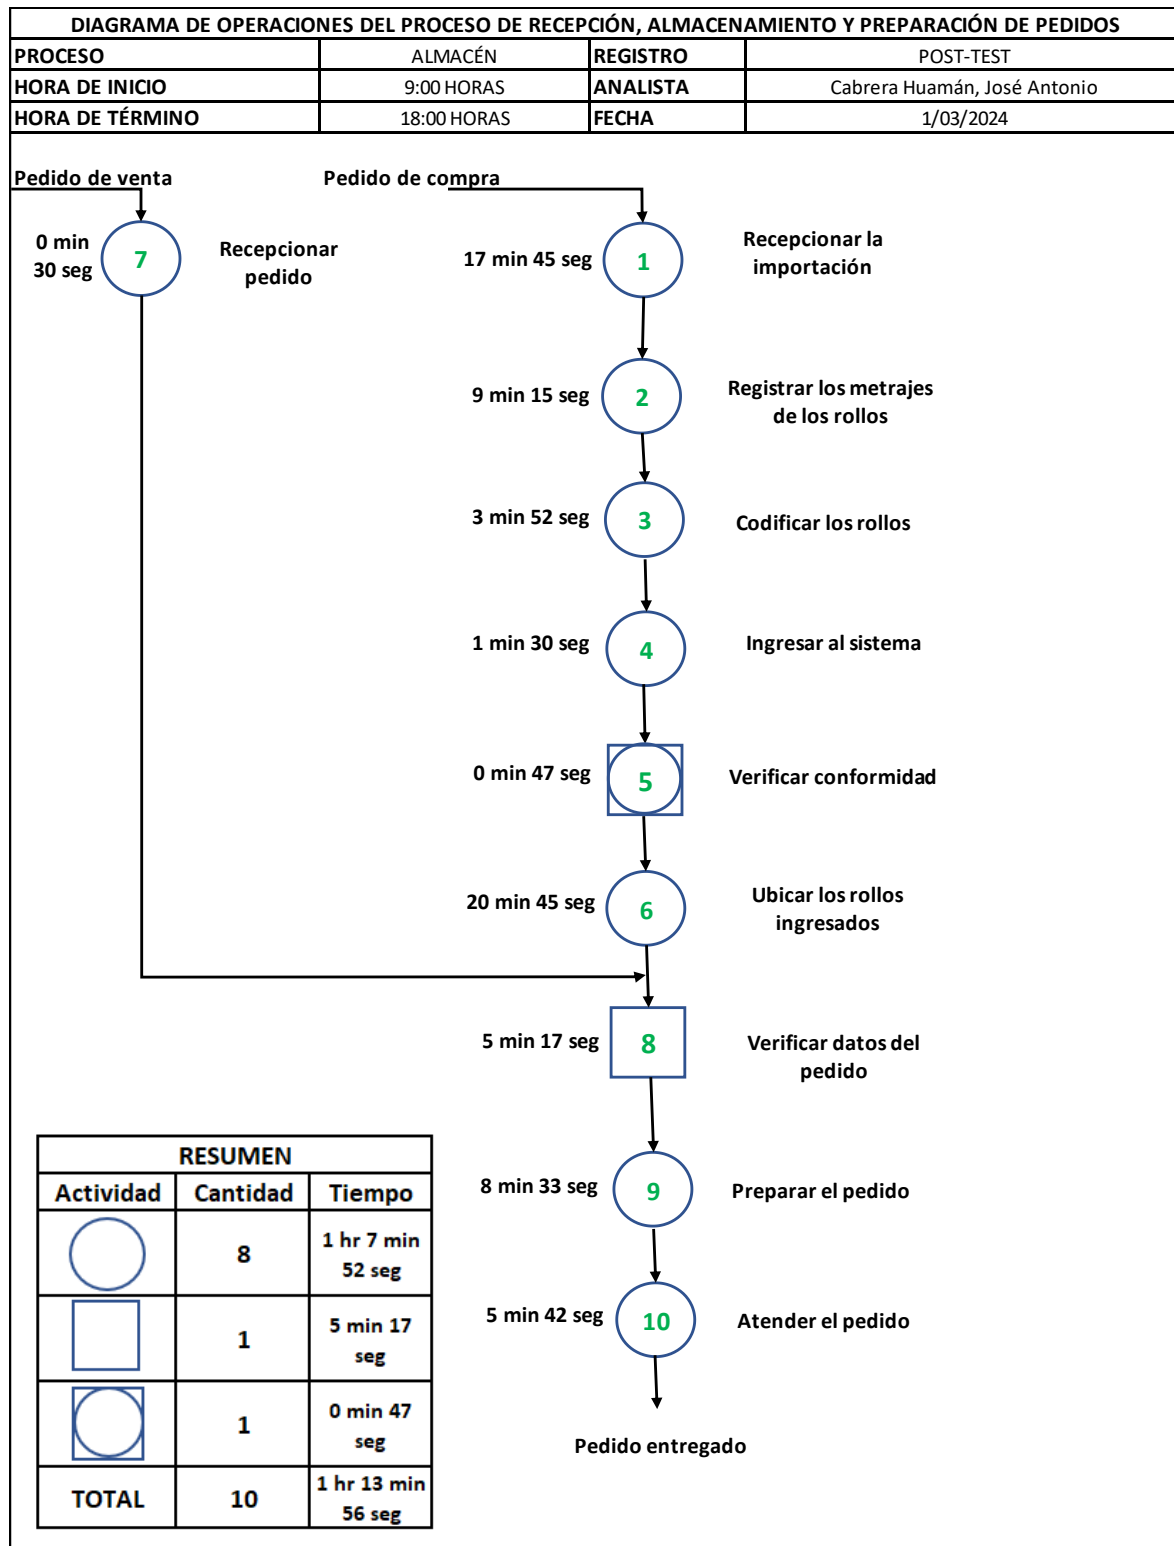 DIAGRAMA DE OPERACIONES DEL PROCESO DE RECEPCIÓN, ALMACENAMIENTO Y PREPARACIÓN DE PEDIDOS
PROCESO ALMACÉN REGISTRO POST-TEST
HORA DE INICIO 9:00 HORAS ANALISTA Cabrera Huamán, José Antonio
HORA DE TÉRMINO 18:00 HORAS FECHA 1/03/2024
Pedido de venta
Pedido de compra
0 min
30 seg
7
Recepcionar
pedido
17 min 45 seg
1
Recepcionar la
importación
9 min 15 seg
2
Registrar los metrajes
de los rollos
3 min 52 seg
3
Codificar los rollos
1 min 30 seg
4
Ingresar al sistema
0 min 47 seg
5
Verificar conformidad
20 min 45 seg
6
Ubicar los rollos
ingresados
5 min 17 seg
8
Verificar datos del
pedido
8 min 33 seg
9
Preparar el pedido
5 min 42 seg
10
Atender el pedido
Pedido entregado
RESUMEN
Actividad Cantidad Tiempo
8
1 hr 7 min
52 seg
1
5 min 17
seg
1
0 min 47
seg
TOTAL 10
1 hr 13 min
56 seg